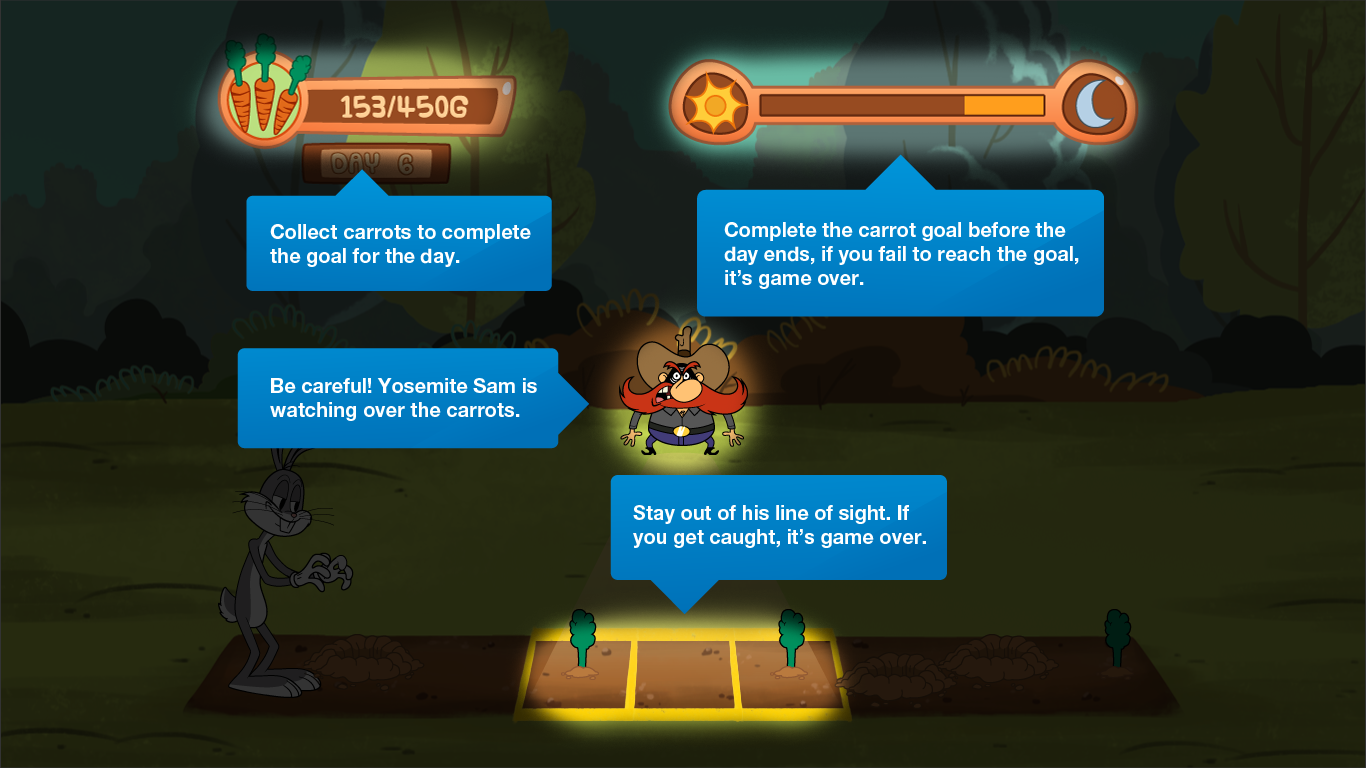 153/450G
DAY 6
Collect carrots to complete
the goal for the day.
Complete the carrot goal before the
day ends, if you fail to reach the goal,
it's game over.
Be careful! Yosemite Sam is
watching over the carrots.
Stay out of his line of sight. If
you get caught, it's game over.